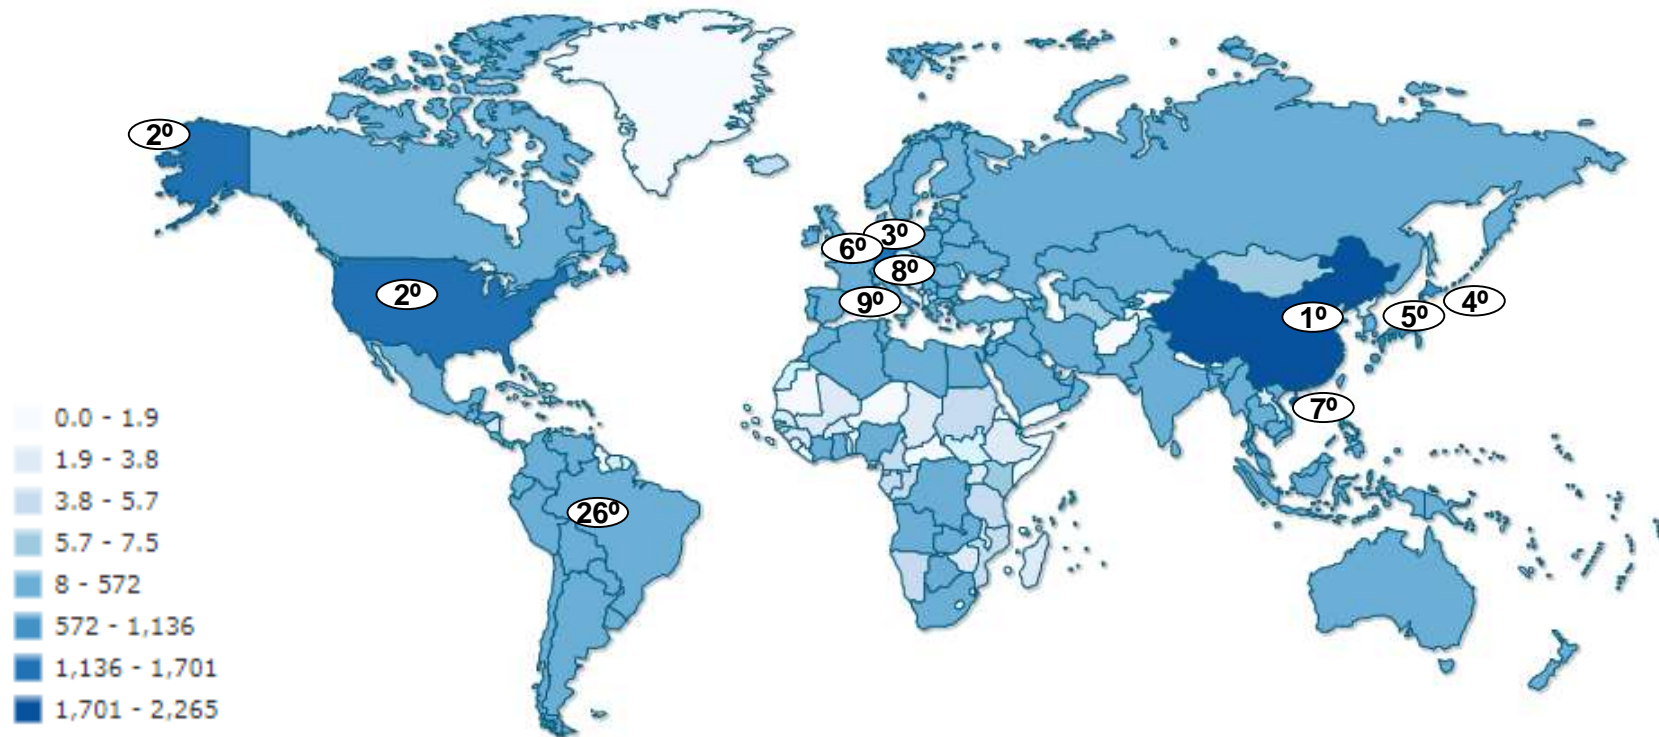 2º
2º
3º
6º
8º
9º
1º
5º
4º
7º
26º
0.0 - 1.9
1.9 - 3.8
3.8 - 5.7
5.7 - 7.5
8 - 572
572 - 1,136
1,136 - 1,701
1,701 - 2,265